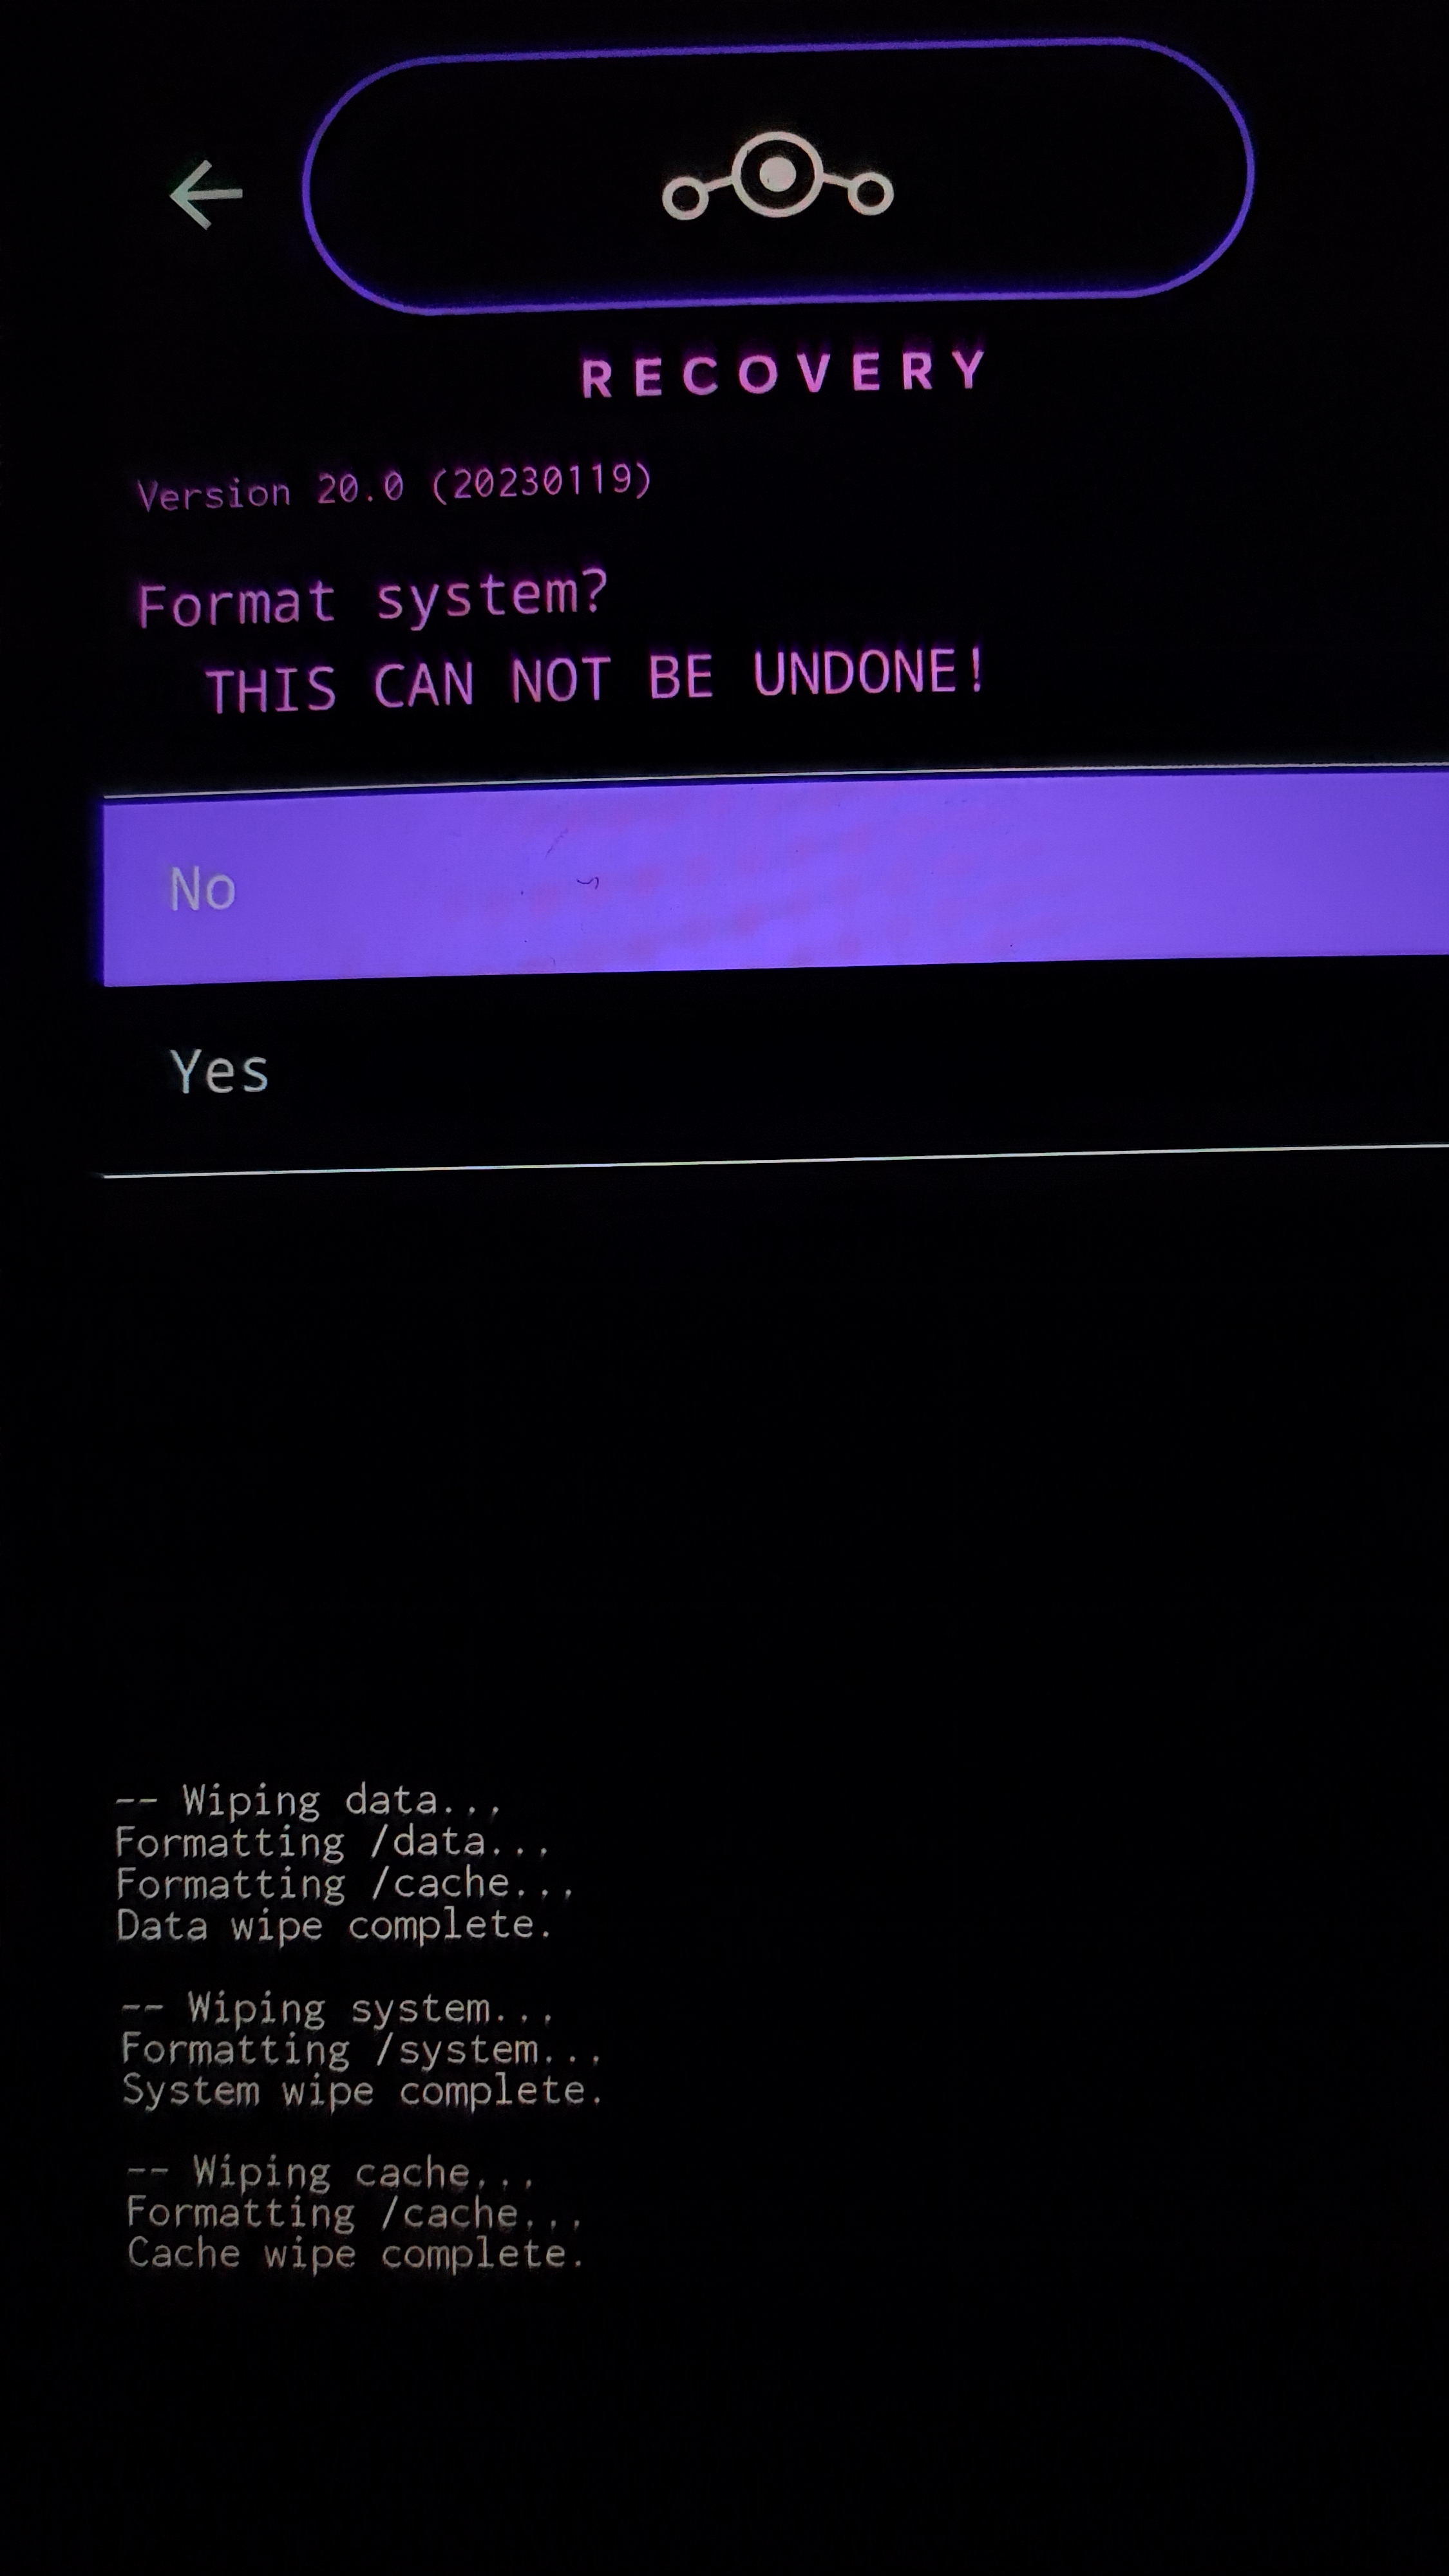 RECOVERY
Version 20.0 (20230119)
Format system?
THIS CAN NOT BE UNDONE!
No
Yes
-- Wiping data...
Formatting /data...
Formatting /cache...
Data wipe complete.
-- Wiping system...
Formatting /system...
System wipe complete.
-- Wiping cache...
Formatting /cache...
Cache wipe complete.